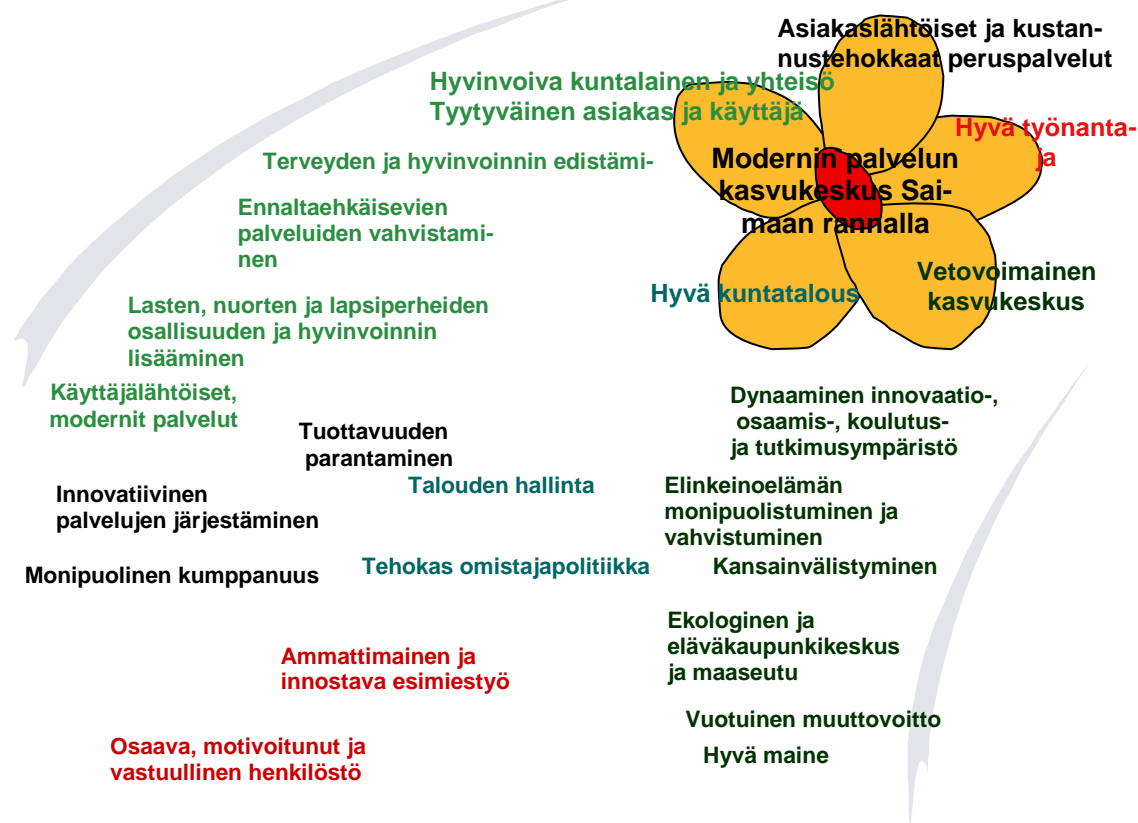 Asiakaslähtöiset ja kustan-
nustehokkaat peruspalvelut
Hyvinvoiva kuntalainen ja yhteisö
Tyytyväinen asiakas ja käyttäjä
Hyvä työnanta-
ja
Terveyden ja hyvinvoinnin edistämi-
Modernin palvelun
kasvukeskus Sai-
maan rannalla
Ennaltaehkäisevien
palveluiden vahvistami-
nen
Hyvä kuntatalous
Vetovoimainen
kasvukeskus
Lasten, nuorten ja lapsiperheiden
osallisuuden ja hyvinvoinnin
lisääminen
Käyttäjälähtöiset,
modernit palvelut
Dynaaminen innovaatio-,
osaamis-, koulutus-
ja tutkimusympäristö
Tuottavuuden
parantaminen
Talouden hallinta
Elinkeinoelämän
monipuolistuminen ja
vahvistuminen
Innovatiivinen
palvelujen järjestäminen
Monipuolinen kumppanuus
Tehokas omistajapolitiikka
Kansainvälistyminen
Ekologinen ja
eläväkaupunkikeskus
ja maaseutu
Ammattimainen ja
innostava esimiestyö
Vuotuinen muuttovoitto
Hyvä maine
Osaava, motivoitunut ja
vastuullinen henkilöstö